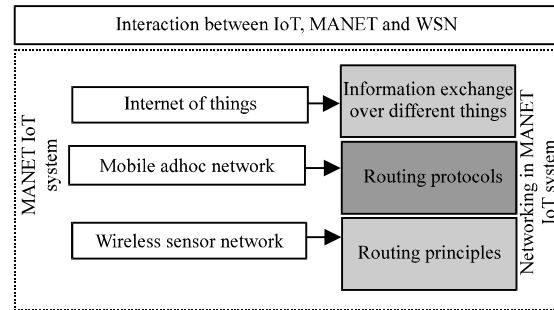 Interaction between IoT, MANET and WSN
MANET IoT
system
Internet of things
Information exchange
over different things
Mobile adhoc network
Routing protocols
Wireless sensor network
Routing principles
Networking in MANET
IoT system